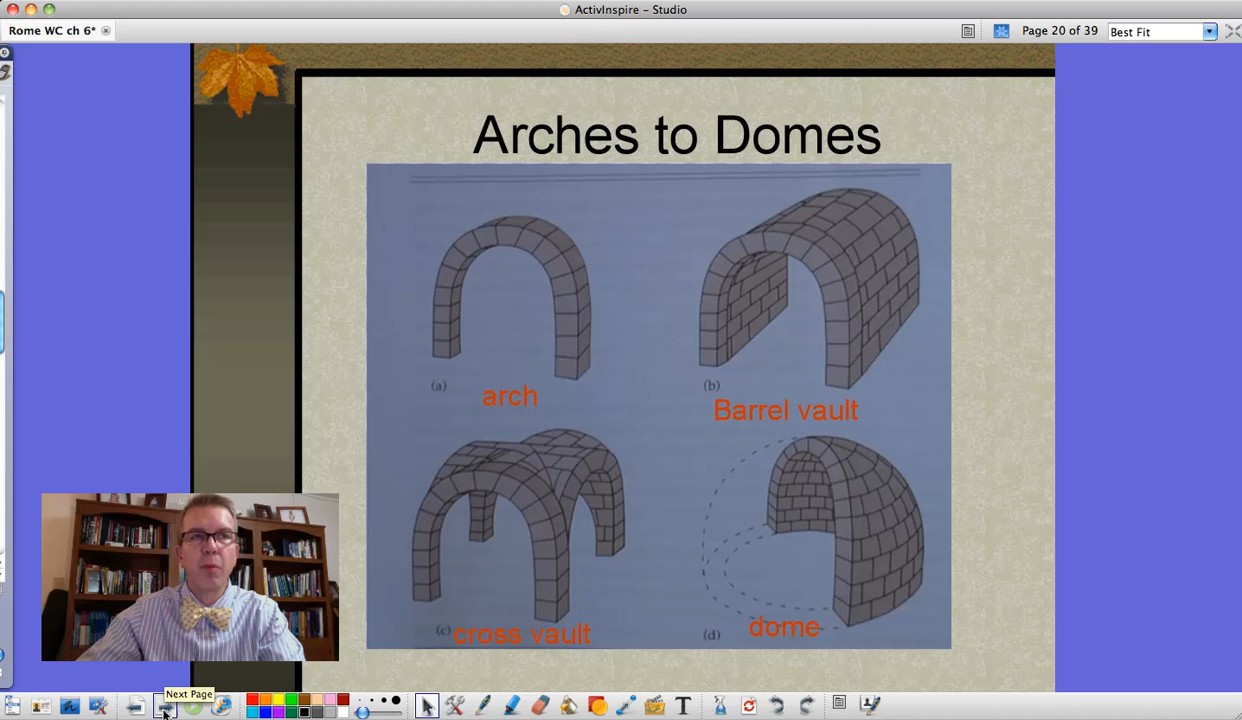 ActivInspire – Studio
Rome WC ch 6*
Page 20 of 39
Best Fit
Arches to Domes
(a)
arch
(b)
Barrel vault
(c)
cross vault
(d)
dome
Next Page
T